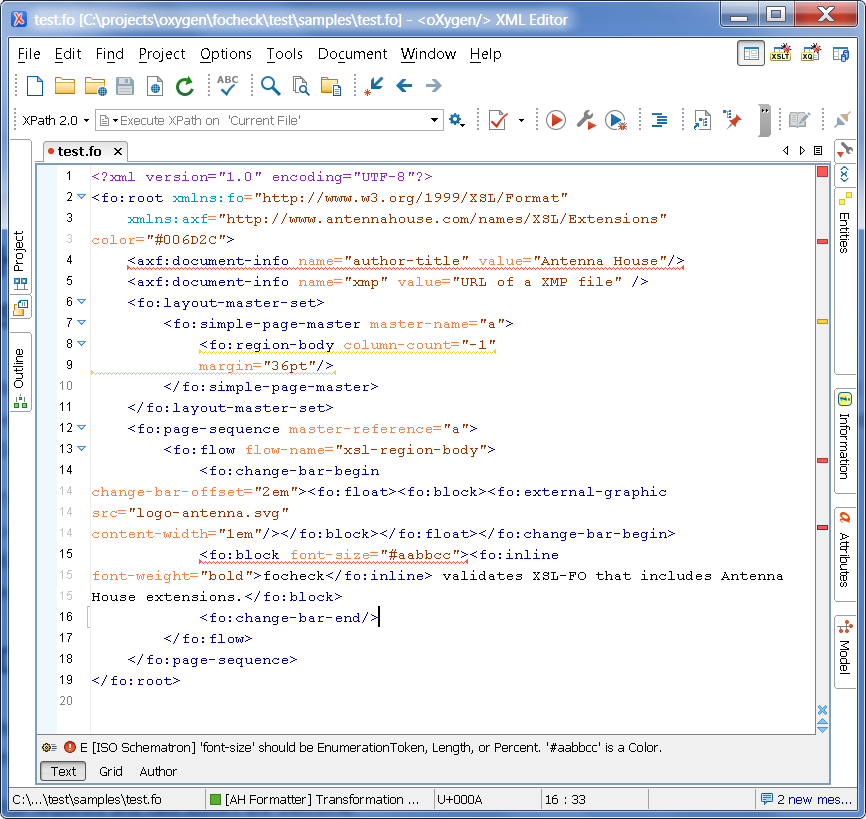 test.fo [C:\projects\oxygen\focheck\test\samples\test.fo] - <oXygen/> XML Editor
File Edit Find Project Options Tools Document Window Help
XSLT XQ
ABC
XPath 2.0 Execute XPath on 'Current File'
test.fo
Project
Outline
1 <?xml version="1.0" encoding="UTF-8"?>
2 <fo:root xmlns:fo="http://www.w3.org/1999/XSL/Format"
3 xmlns:axf="http://www.antennahouse.com/names/XSL/Extensions"
3 color="#006D2C">
4 <axf:document-info name="author-title" value="Antenna House"/>
5 <axf:document-info name="xmp" value="URL of a XMP file" />
6 <fo:layout-master-set>
7 <fo:simple-page-master master-name="a">
8 <fo:region-body column-count="-1"
9 margin="36pt"/>
10 </fo:simple-page-master>
11 </fo:layout-master-set>
12 <fo:page-sequence master-reference="a">
13 <fo:flow flow-name="xsl-region-body">
14 <fo:change-bar-begin
14 change-bar-offset="2em"><fo:float><fo:block><fo:external-graphic
14 src="logo-antenna.svg"
14 content-width="1em"/></fo:block></fo:float></fo:change-bar-begin>
15 <fo:block font-size="#aabbcc"><fo:inline
15 font-weight="bold">focheck</fo:inline> validates XSL-FO that includes Antenna
15 House extensions.</fo:block>
16 <fo:change-bar-end/>
17 </fo:flow>
18 </fo:page-sequence>
19 </fo:root>
20
Entities
Information
Attributes
Model
E [ISO Schematron] 'font-size' should be EnumerationToken, Length, or Percent. '#aabbcc' is a Color.
Text Grid Author
C:\...\test\samples\test.fo [AH Formatter] Transformation ... U+000A 16 : 33 2 new mes...